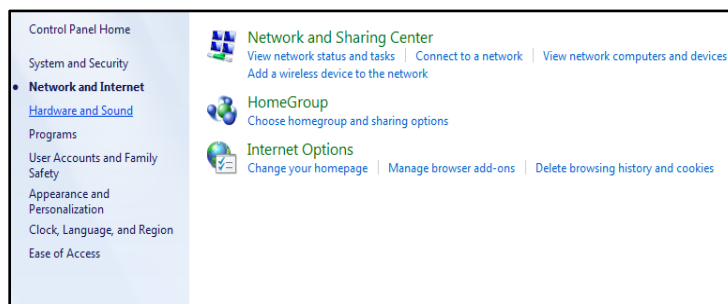 Control Panel Home
System and Security
Network and Internet
Hardware and Sound
Programs
User Accounts and Family
Safety
Appearance and
Personalization
Clock, Language, and Region
Ease of Access
Network and Sharing Center
View network status and tasks | Connect to a network | View network computers and devices
Add a wireless device to the network
HomeGroup
Choose homegroup and sharing options
Internet Options
Change your homepage | Manage browser add-ons | Delete browsing history and cookies